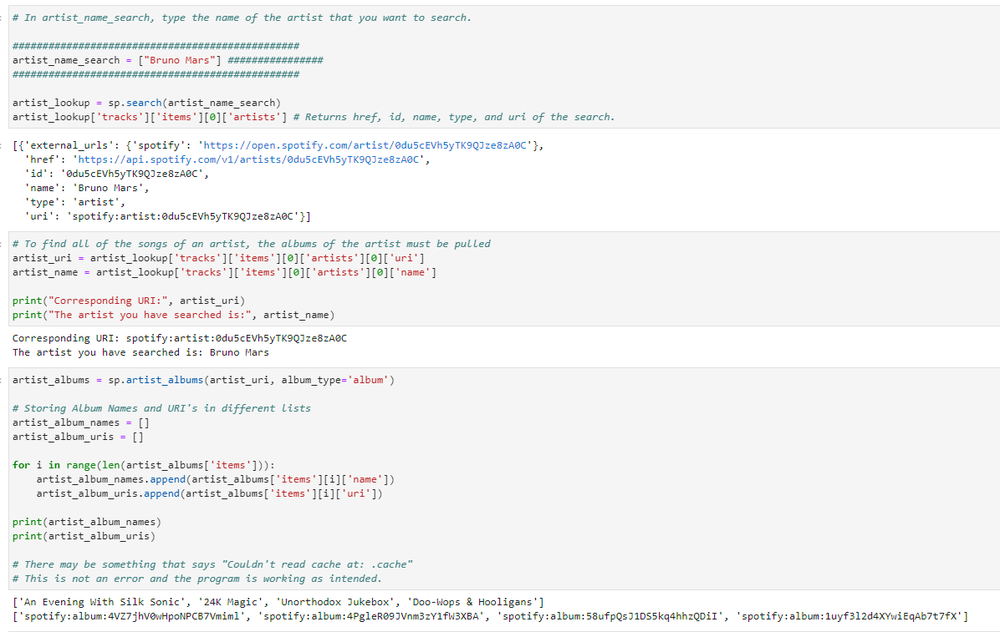 # In artist_name_search, type the name of the artist that you want to search.
################################################
artist_name_search = ["Bruno Mars"] ################
################################################
artist_lookup = sp.search(artist_name_search)
artist_lookup['tracks']['items'][0]['artists'] # Returns href, id, name, type, and uri of the search.
[{'external_urls': {'spotify': 'https://open.spotify.com/artist/0du5cEVh5yTK9QJze8zA0C'},
  'href': 'https://api.spotify.com/v1/artists/0du5cEVh5yTK9QJze8zA0C',
  'id': '0du5cEVh5yTK9QJze8zA0C',
  'name': 'Bruno Mars',
  'type': 'artist',
  'uri': 'spotify:artist:0du5cEVh5yTK9QJze8zA0C'}]
# To find all of the songs of an artist, the albums of the artist must be pulled
artist_uri = artist_lookup['tracks']['items'][0]['artists'][0]['uri']
artist_name = artist_lookup['tracks']['items'][0]['artists'][0]['name']
print("Corresponding URI:", artist_uri)
print("The artist you have searched is:", artist_name)
Corresponding URI: spotify:artist:0du5cEVh5yTK9QJze8zA0C
The artist you have searched is: Bruno Mars
artist_albums = sp.artist_albums(artist_uri, album_type='album')
# Storing Album Names and URI's in different lists
artist_album_names = []
artist_album_uris = []
for i in range(len(artist_albums['items'])):
    artist_album_names.append(artist_albums['items'][i]['name'])
    artist_album_uris.append(artist_albums['items'][i]['uri'])
print(artist_album_names)
print(artist_album_uris)
# There may be something that says "Couldn't read cache at: .cache"
# This is not an error and the program is working as intended.
['An Evening With Silk Sonic', '24K Magic', 'Unorthodox Jukebox', 'Doo-Wops & Hooligans']
['spotify:album:4VZ7jhV0wHpoNPCB7Vmiml', 'spotify:album:4PgleR09JVnm3zY1fW3XBA', 'spotify:album:58ufpQsJ1DS5kq4hhzQDiI', 'spotify:album:1uyf3l2d4XYwiEqAb7t7fX']